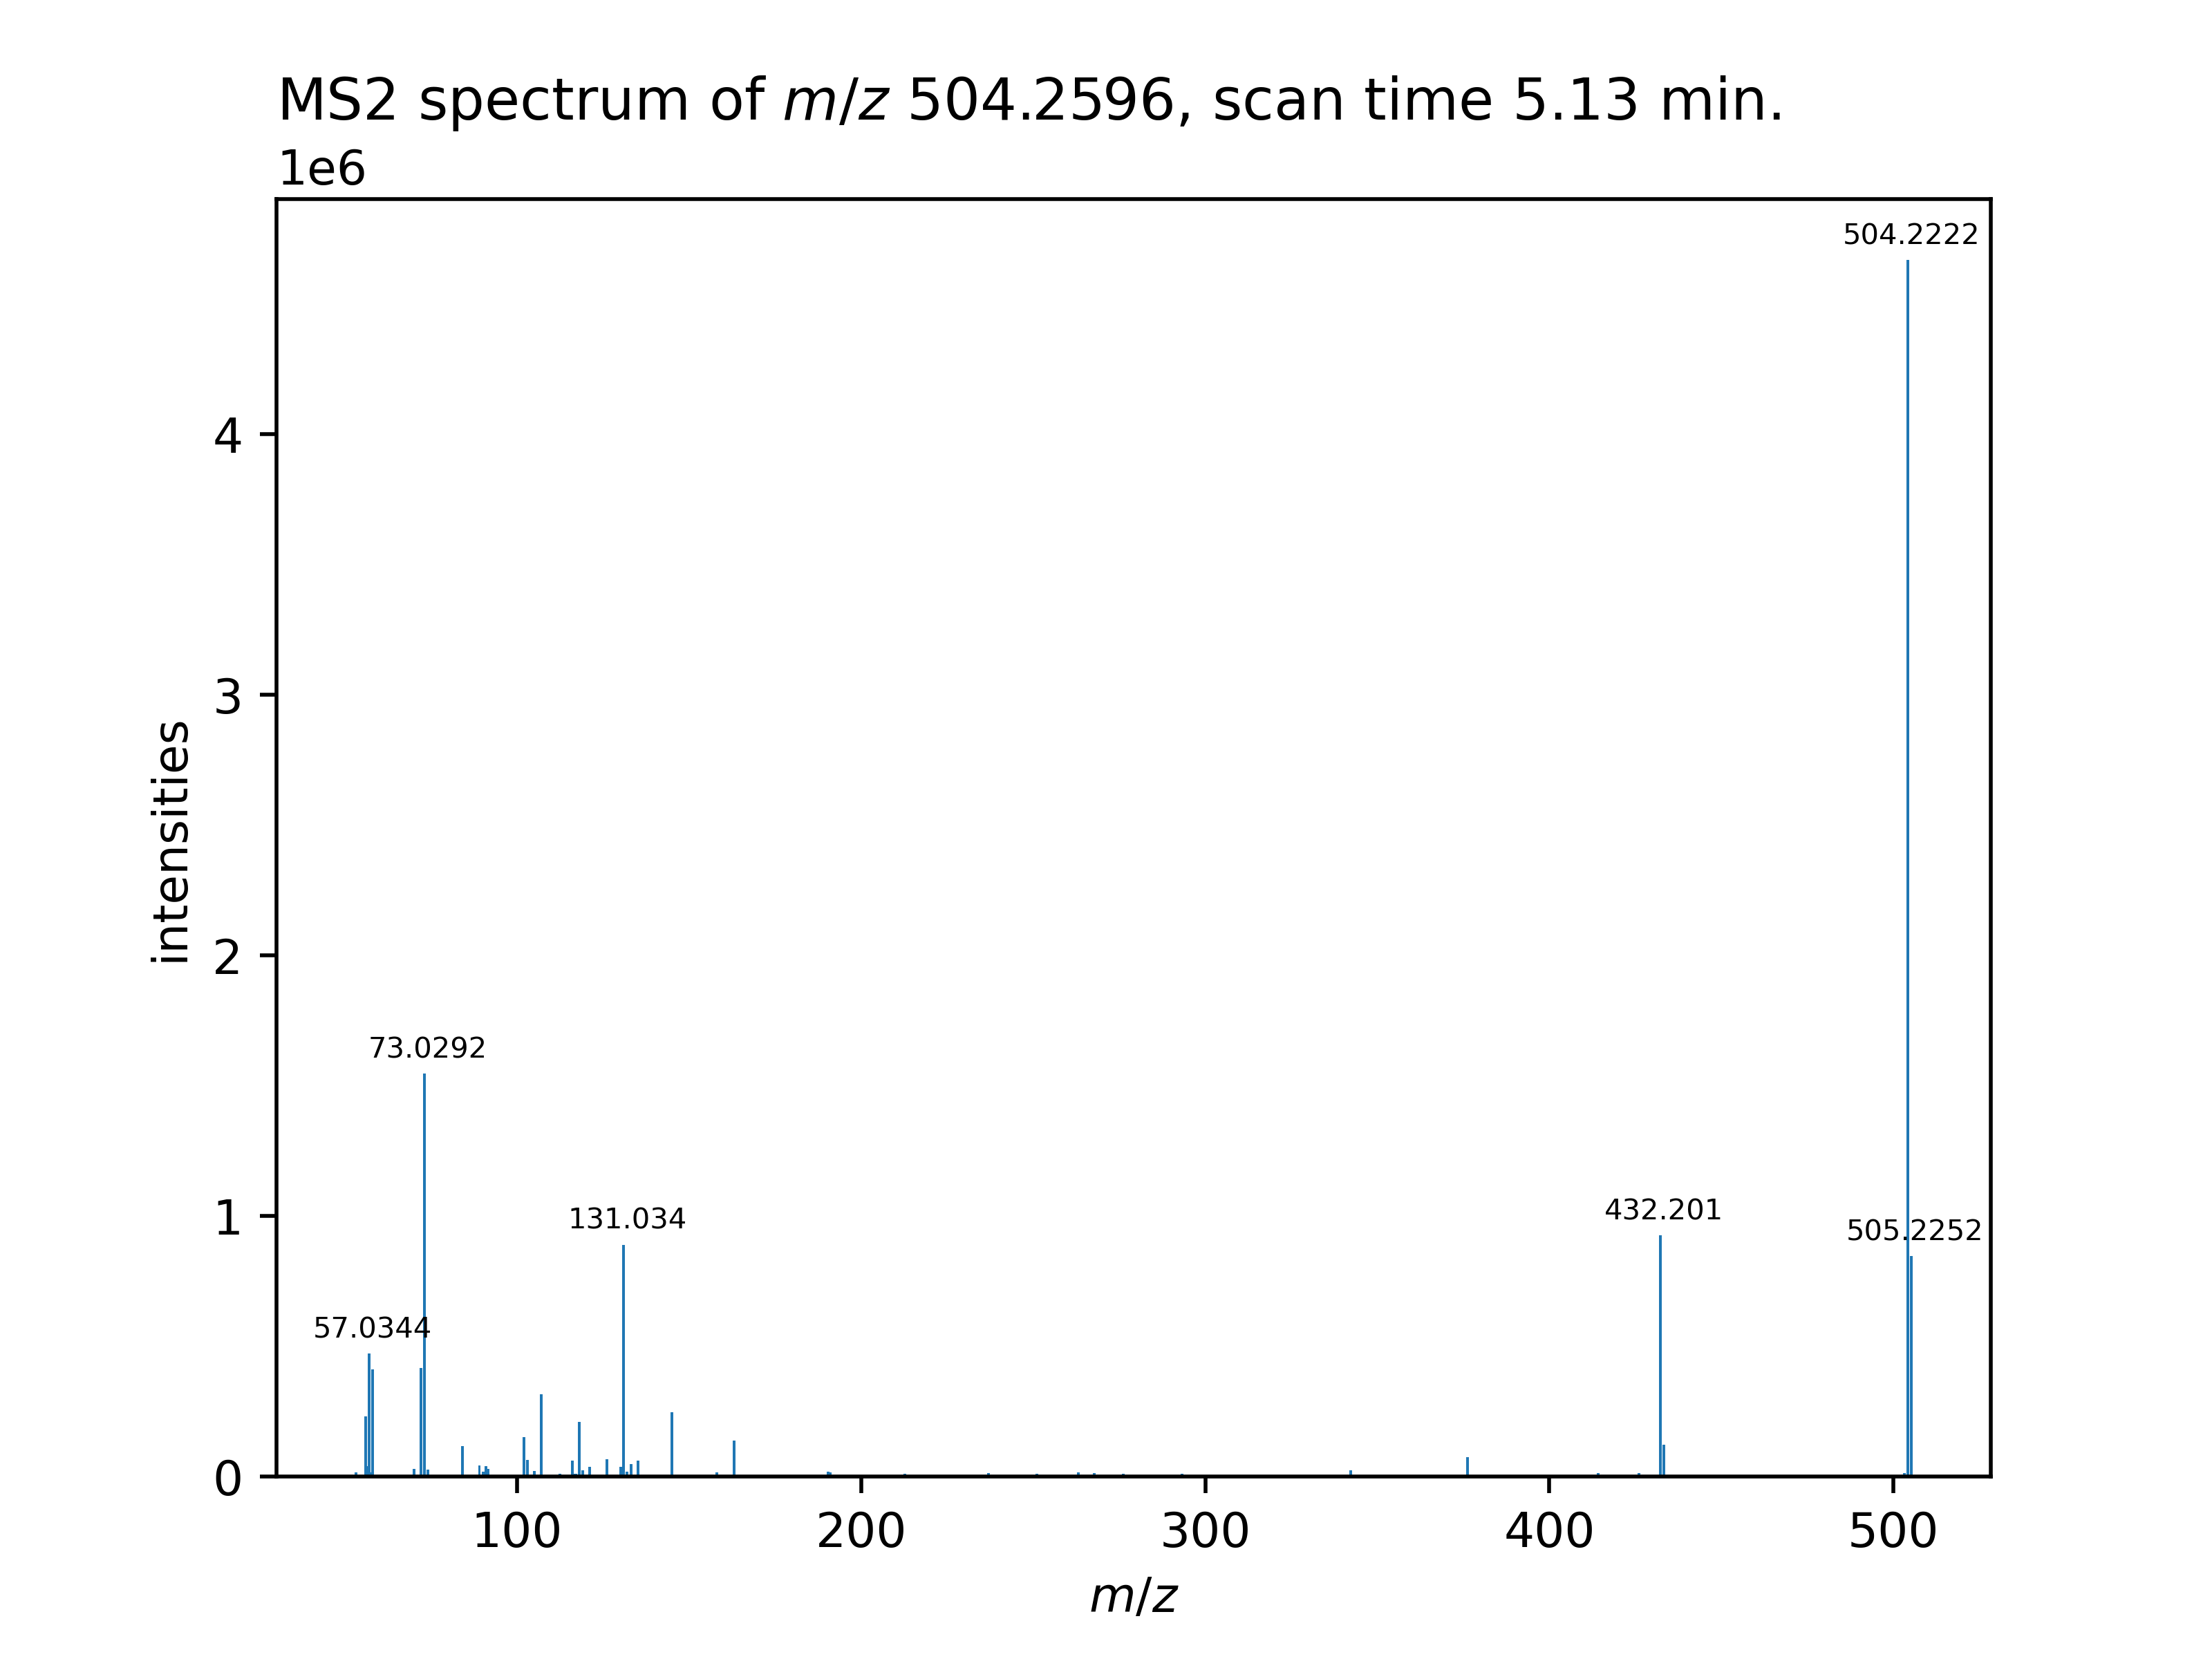 MS2 spectrum of m/z 504.2596, scan time 5.13 min.
1e6
504.2222
4
3
2
73.0292
131.034
432.201
505.2252
1
57.0344
0
100 200 300 400 500
m/z
intensities